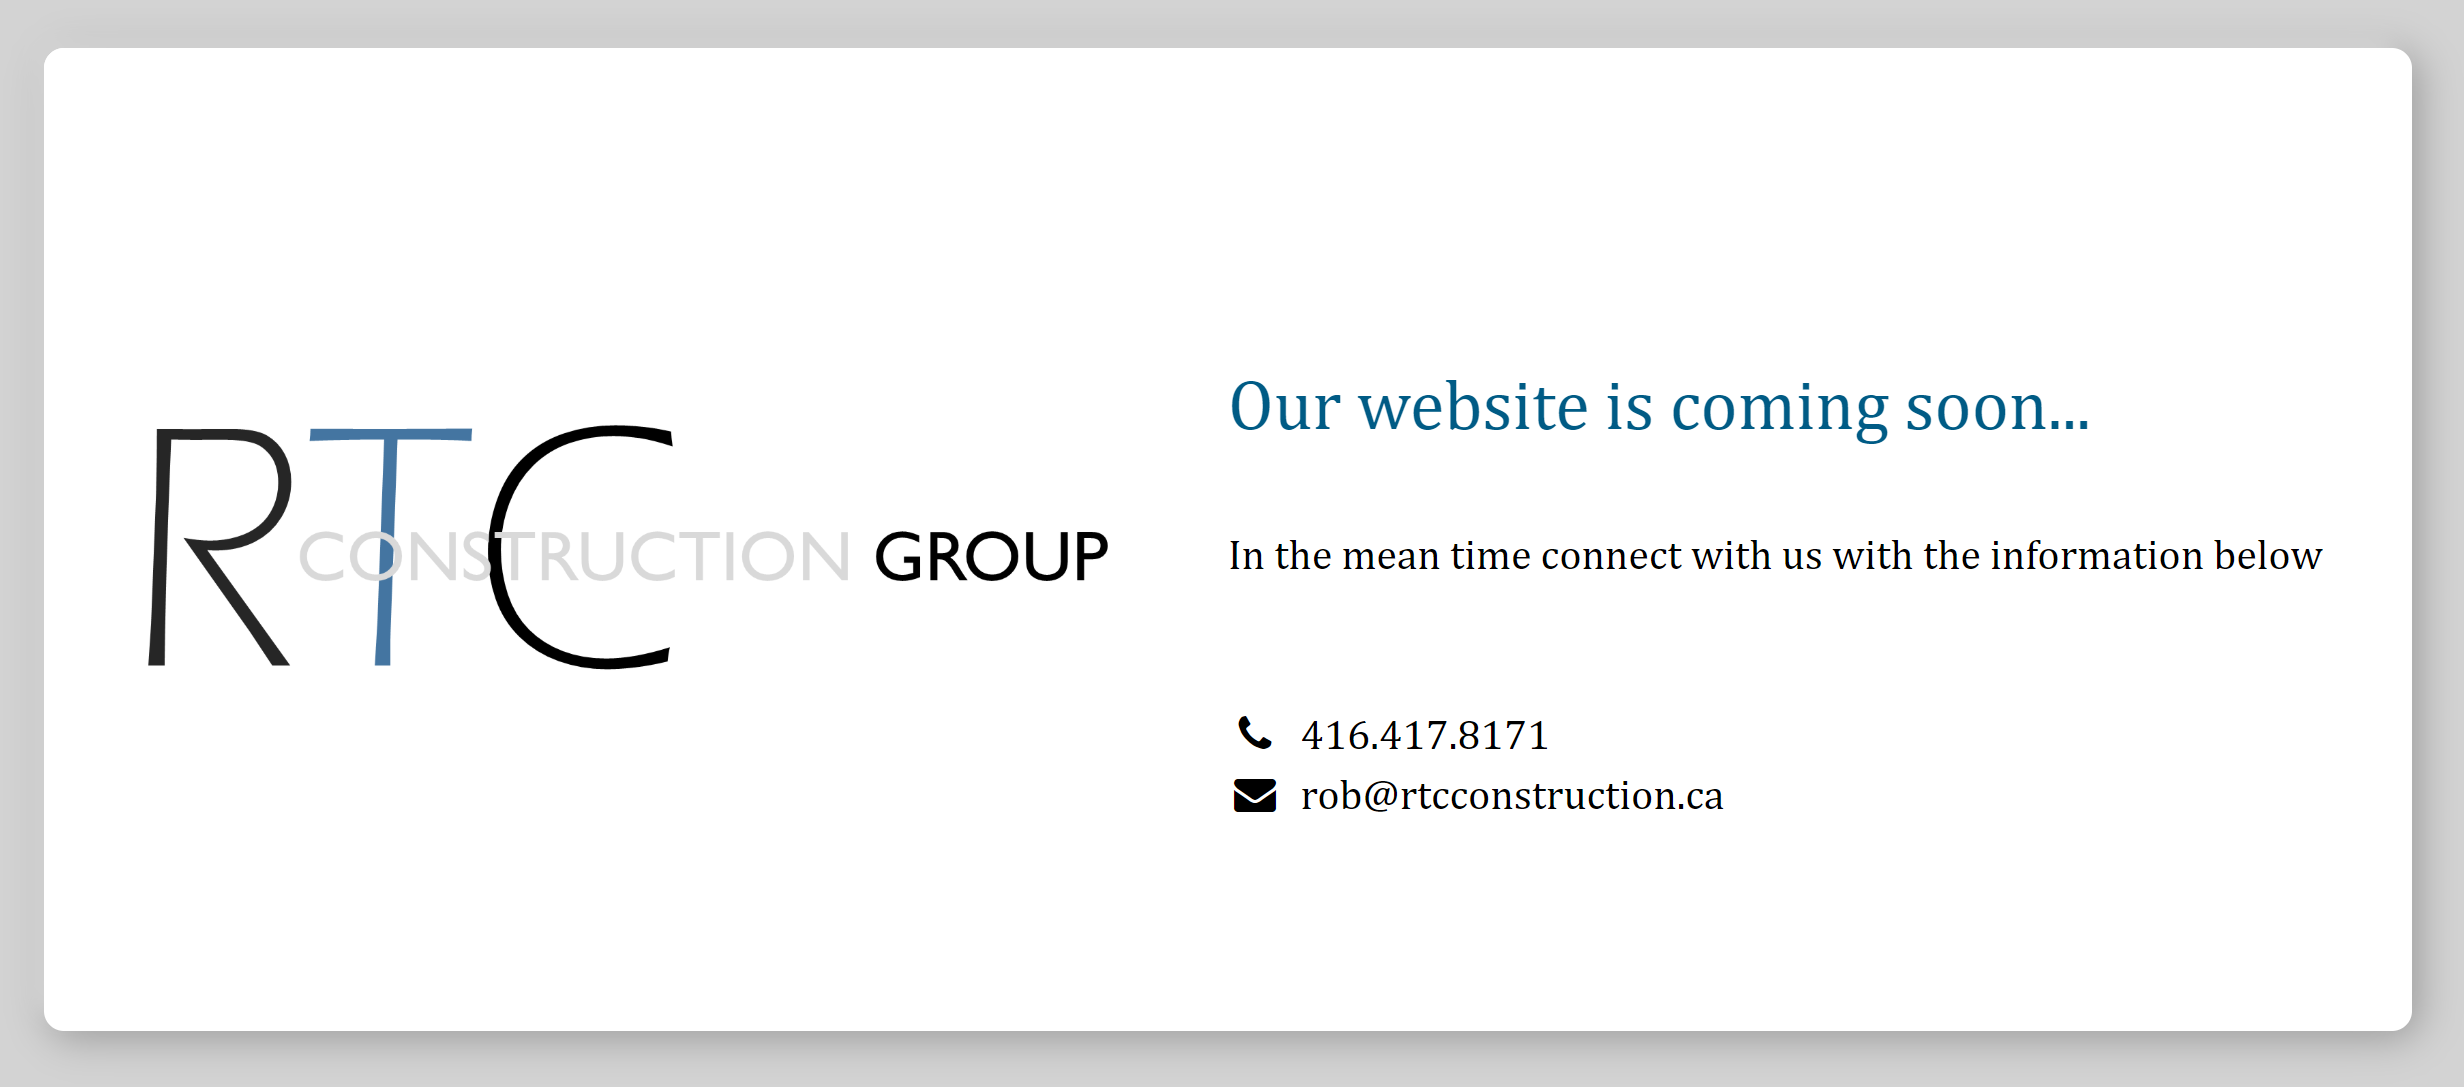 RTC
CONSTRUCTION GROUP
Our website is coming soon...
In the mean time connect with us with the information below
416.417.8171
rob@rtcconstruction.ca